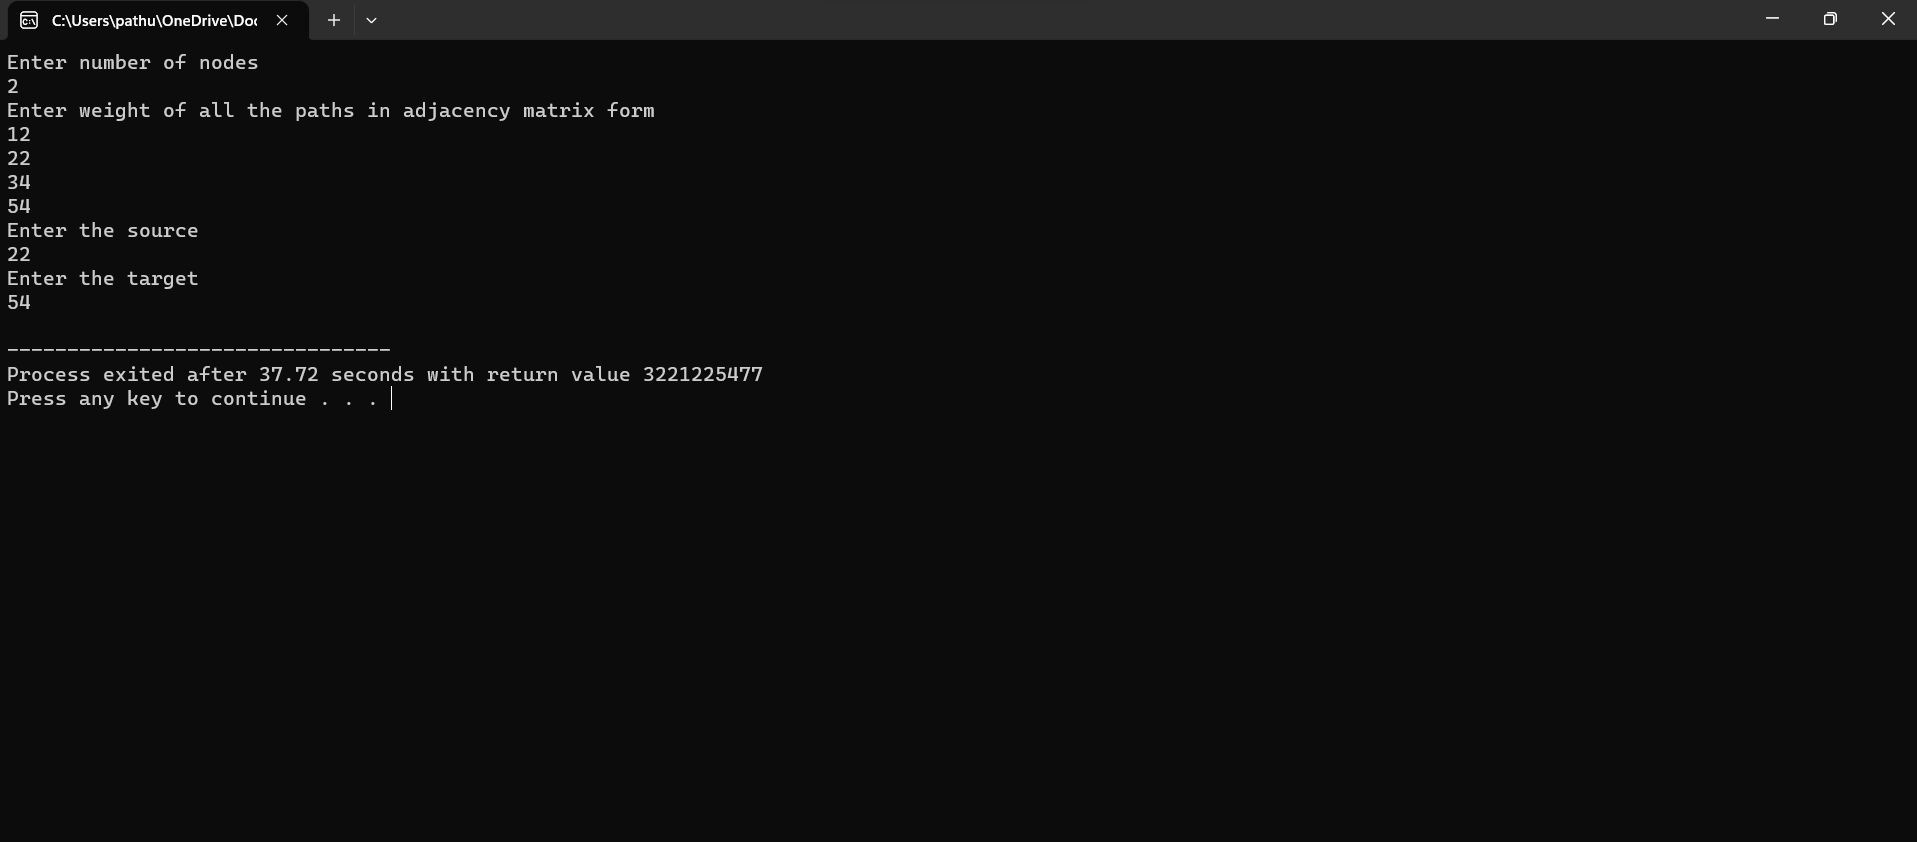 C:\Users\pathu\OneDrive\Doc
Enter number of nodes
2
Enter weight of all the paths in adjacency matrix form
12
22
34
54
Enter the source
22
Enter the target
54
--------------------------------
Process exited after 37.72 seconds with return value 3221225477
Press any key to continue . . .